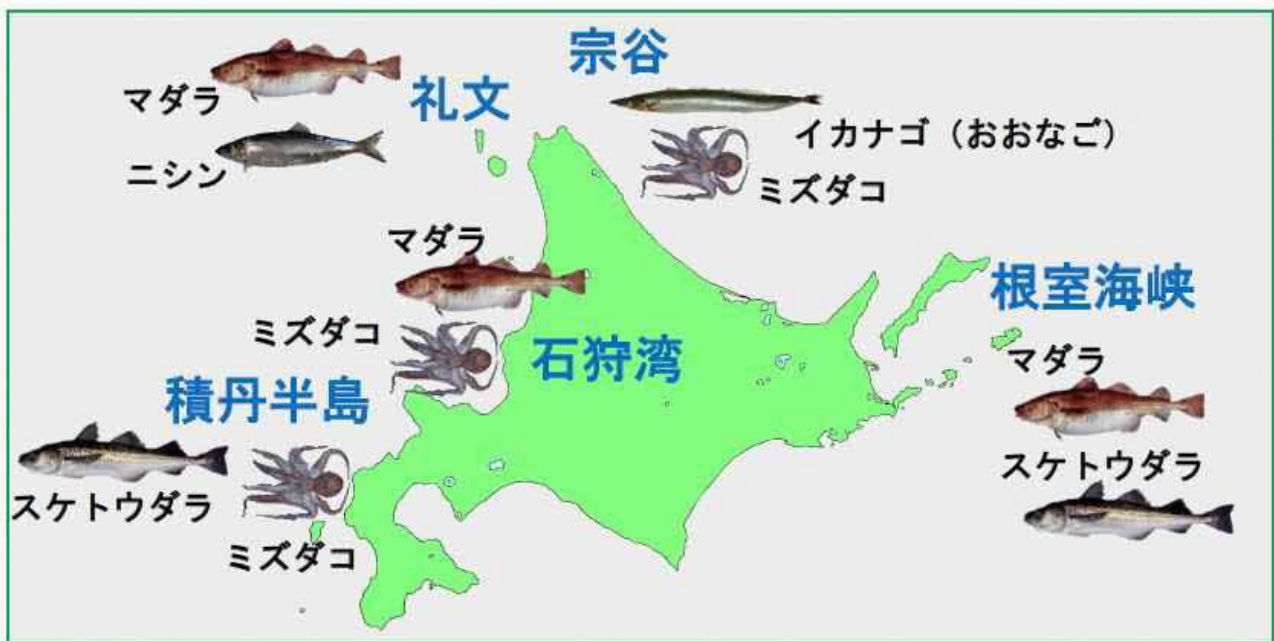 宗谷
マダラ
礼文
イカナゴ（おおなご）
ニシン
ミズダコ
マダラ
根室海峡
ミズダコ
石狩湾
マダラ
積丹半島
スケトウダラ
スケトウダラ
ミズダコ